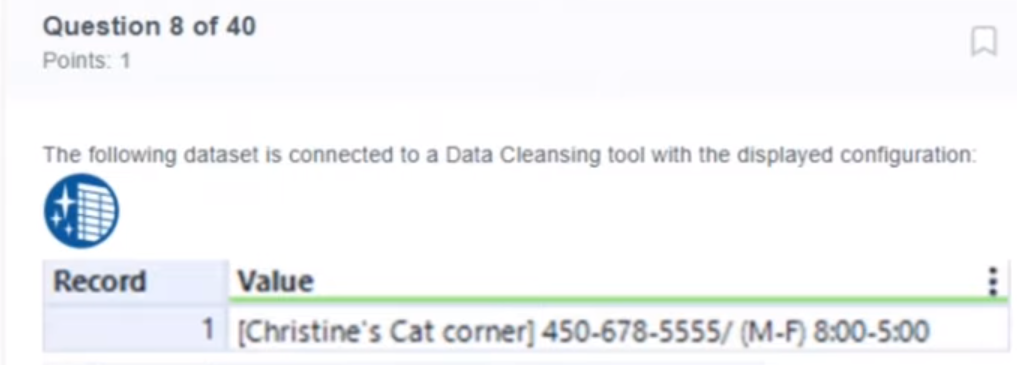 Question 8 of 40
Points: 1
The following dataset is connected to a Data Cleansing tool with the displayed configuration:
Record Value
1 [Christine's Cat corner] 450-678-5555/ (M-F) 8:00-5:00